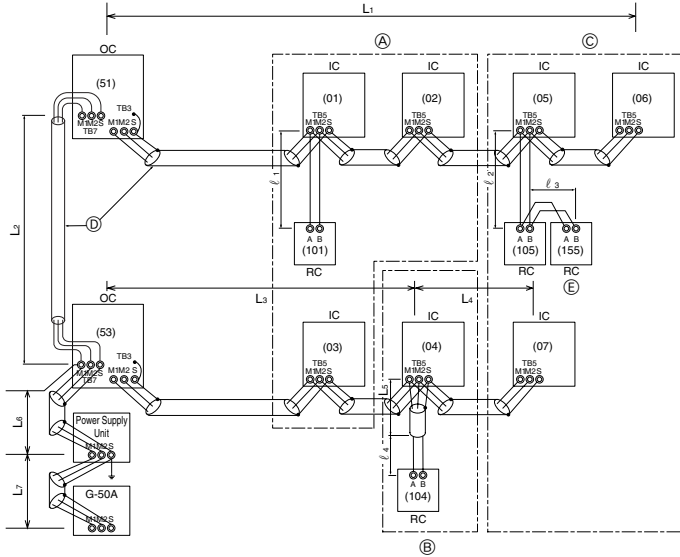 L1
Ⓐ
Ⓒ
OC
IC
IC
IC
IC
(51)
(01)
(02)
(05)
(06)
TB3
M1M2S
TB7
M1M2S
TB5
M1M2S
TB5
M1M2S
TB5
M1M2S
TB5
M1M2S
ℓ1
ℓ2
ℓ3
L2
Ⓓ
A B
(101)
RC
A B
(105)
RC
A B
(155)
RC
Ⓔ
L3
L4
OC
IC
IC
IC
(53)
(03)
(04)
(07)
TB3
M1M2S
TB7
M1M2S
TB5
M1M2S
TB5
M1M2S
TB5
M1M2S
L5
L6
Power Supply
Unit
M1M2S
ℓ4
A B
(104)
RC
L7
G-50A
M1M2S
Ⓑ